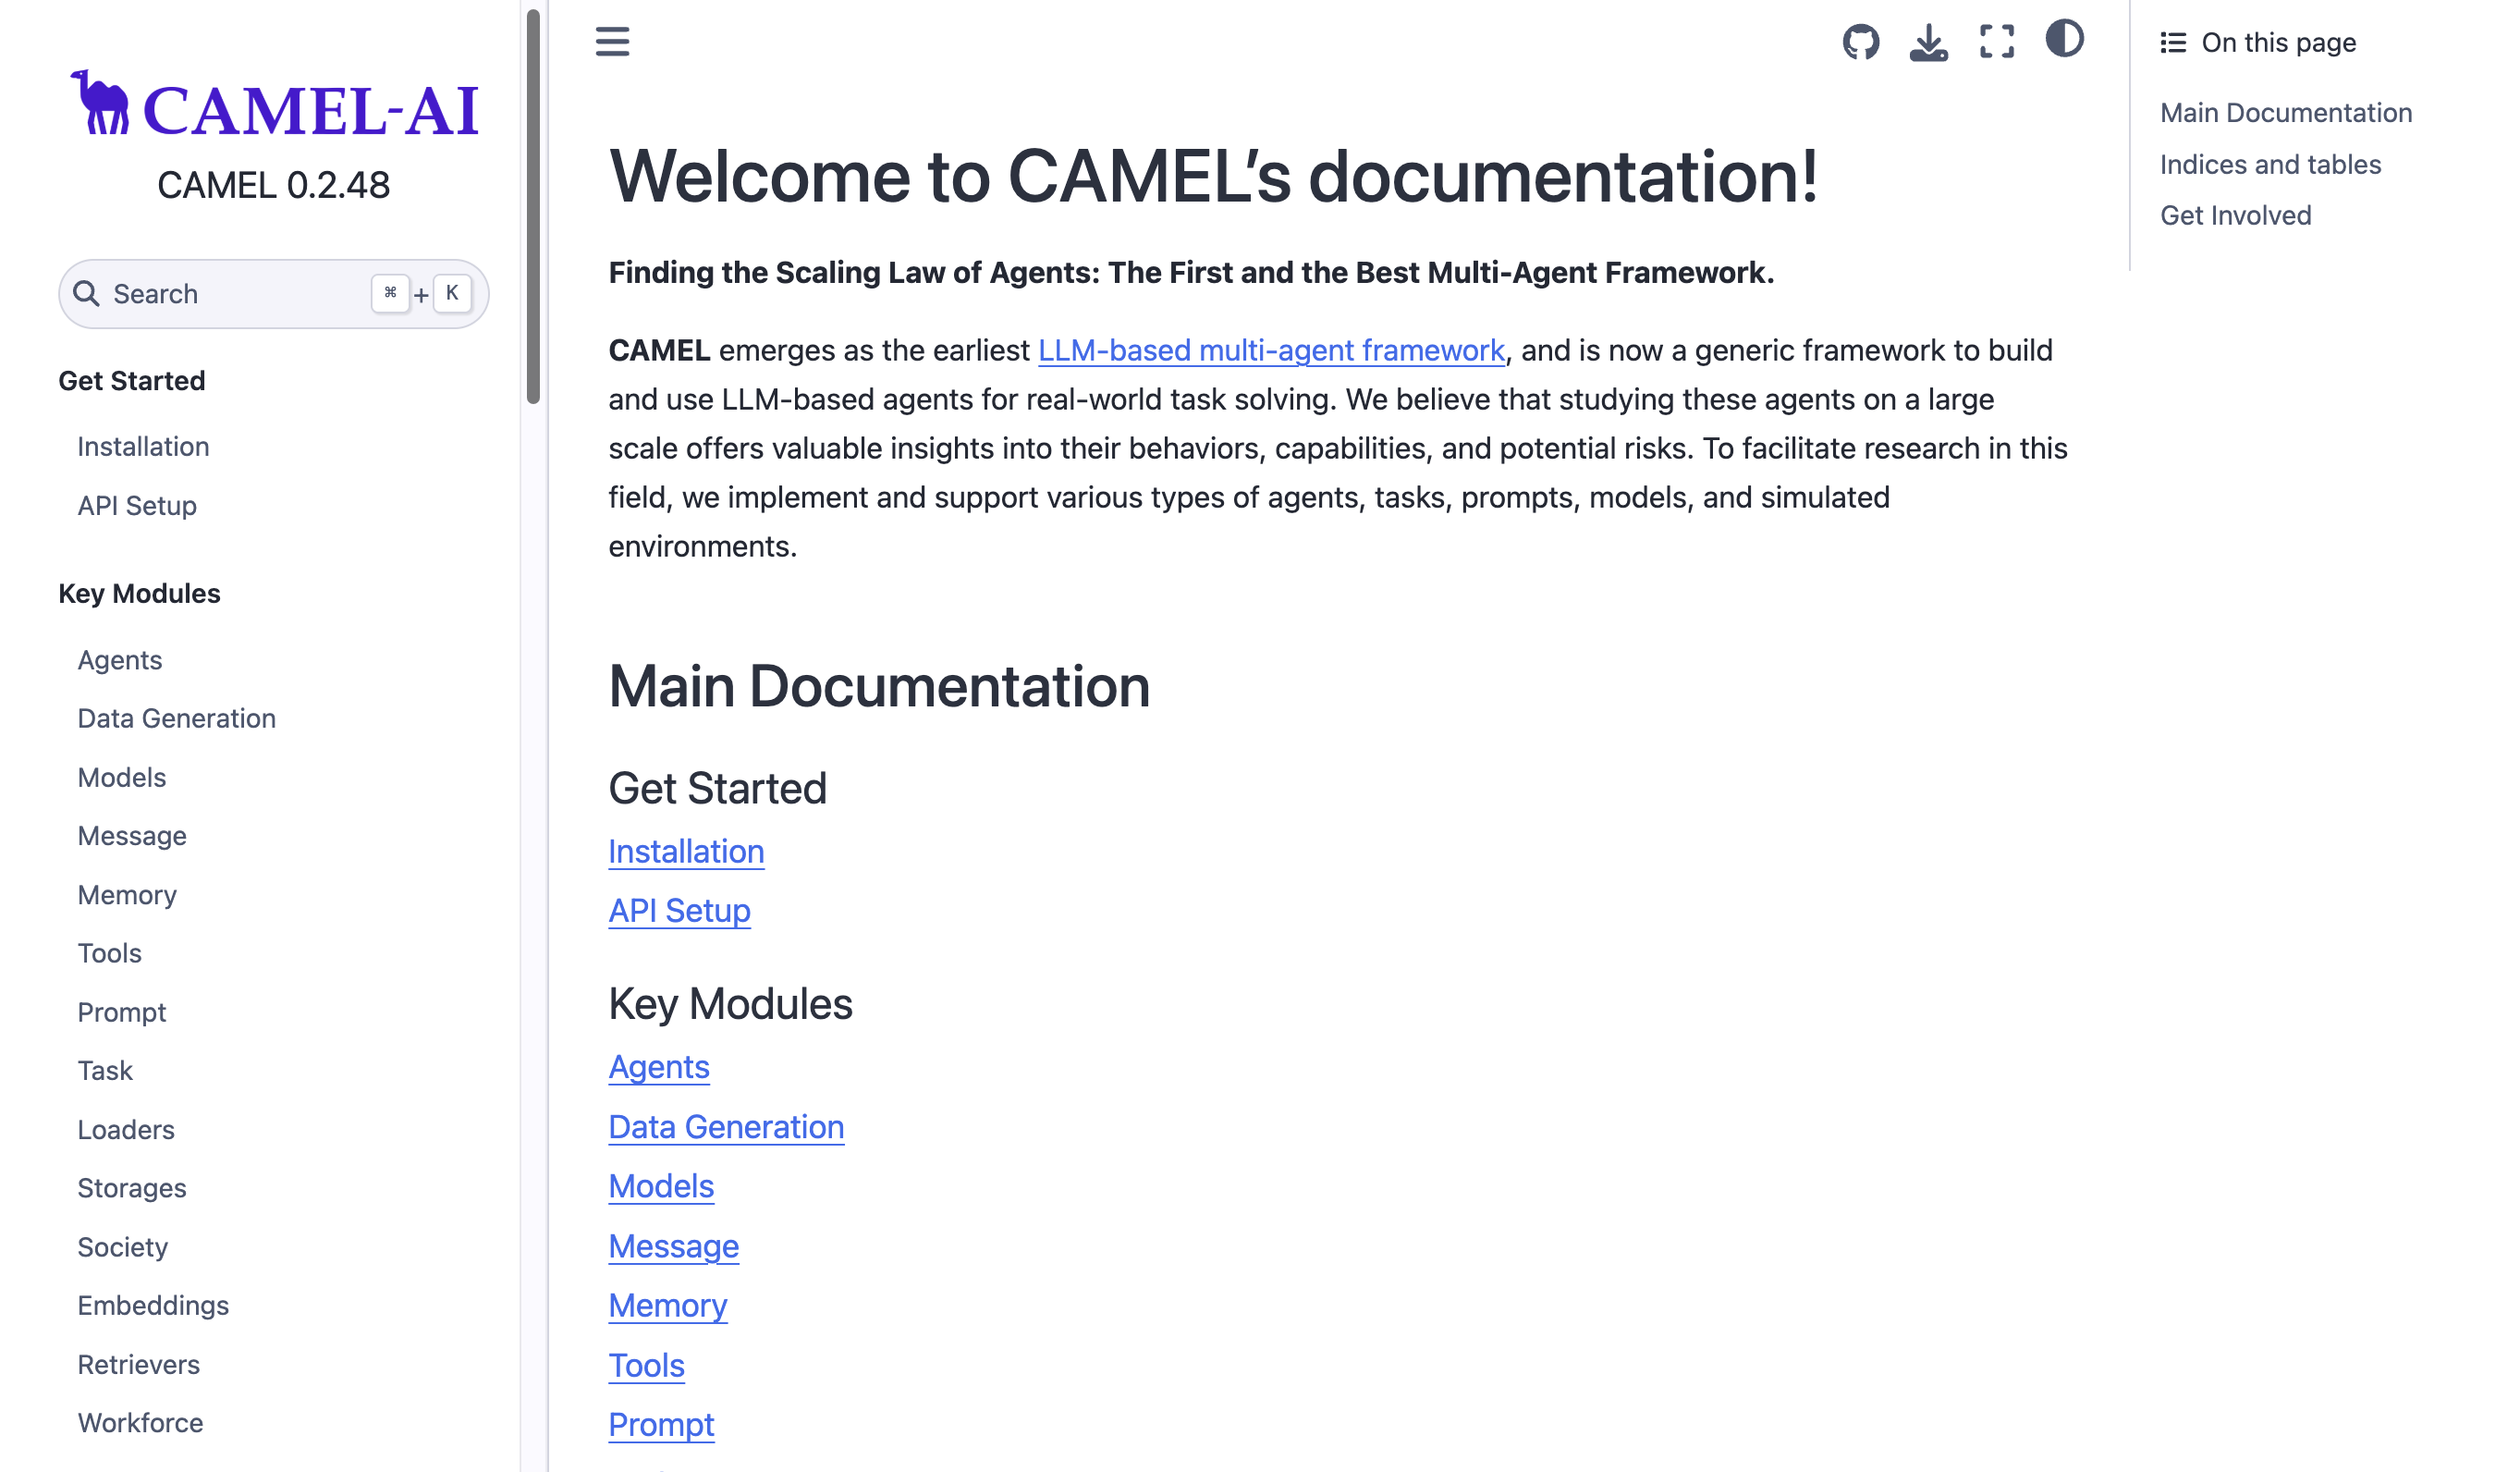 CAMEL-AI
CAMEL 0.2.48
Search ⌘ + K
Get Started
Installation
API Setup
Key Modules
Agents
Data Generation
Models
Message
Memory
Tools
Prompt
Task
Loaders
Storages
Society
Embeddings
Retrievers
Workforce
Welcome to CAMEL’s documentation!
Finding the Scaling Law of Agents: The First and the Best Multi-Agent Framework.
CAMEL emerges as the earliest LLM-based multi-agent framework, and is now a generic framework to build
and use LLM-based agents for real-world task solving. We believe that studying these agents on a large
scale offers valuable insights into their behaviors, capabilities, and potential risks. To facilitate research in this
field, we implement and support various types of agents, tasks, prompts, models, and simulated
environments.
Main Documentation
Get Started
Installation
API Setup
Key Modules
Agents
Data Generation
Models
Message
Memory
Tools
Prompt
On this page
Main Documentation
Indices and tables
Get Involved